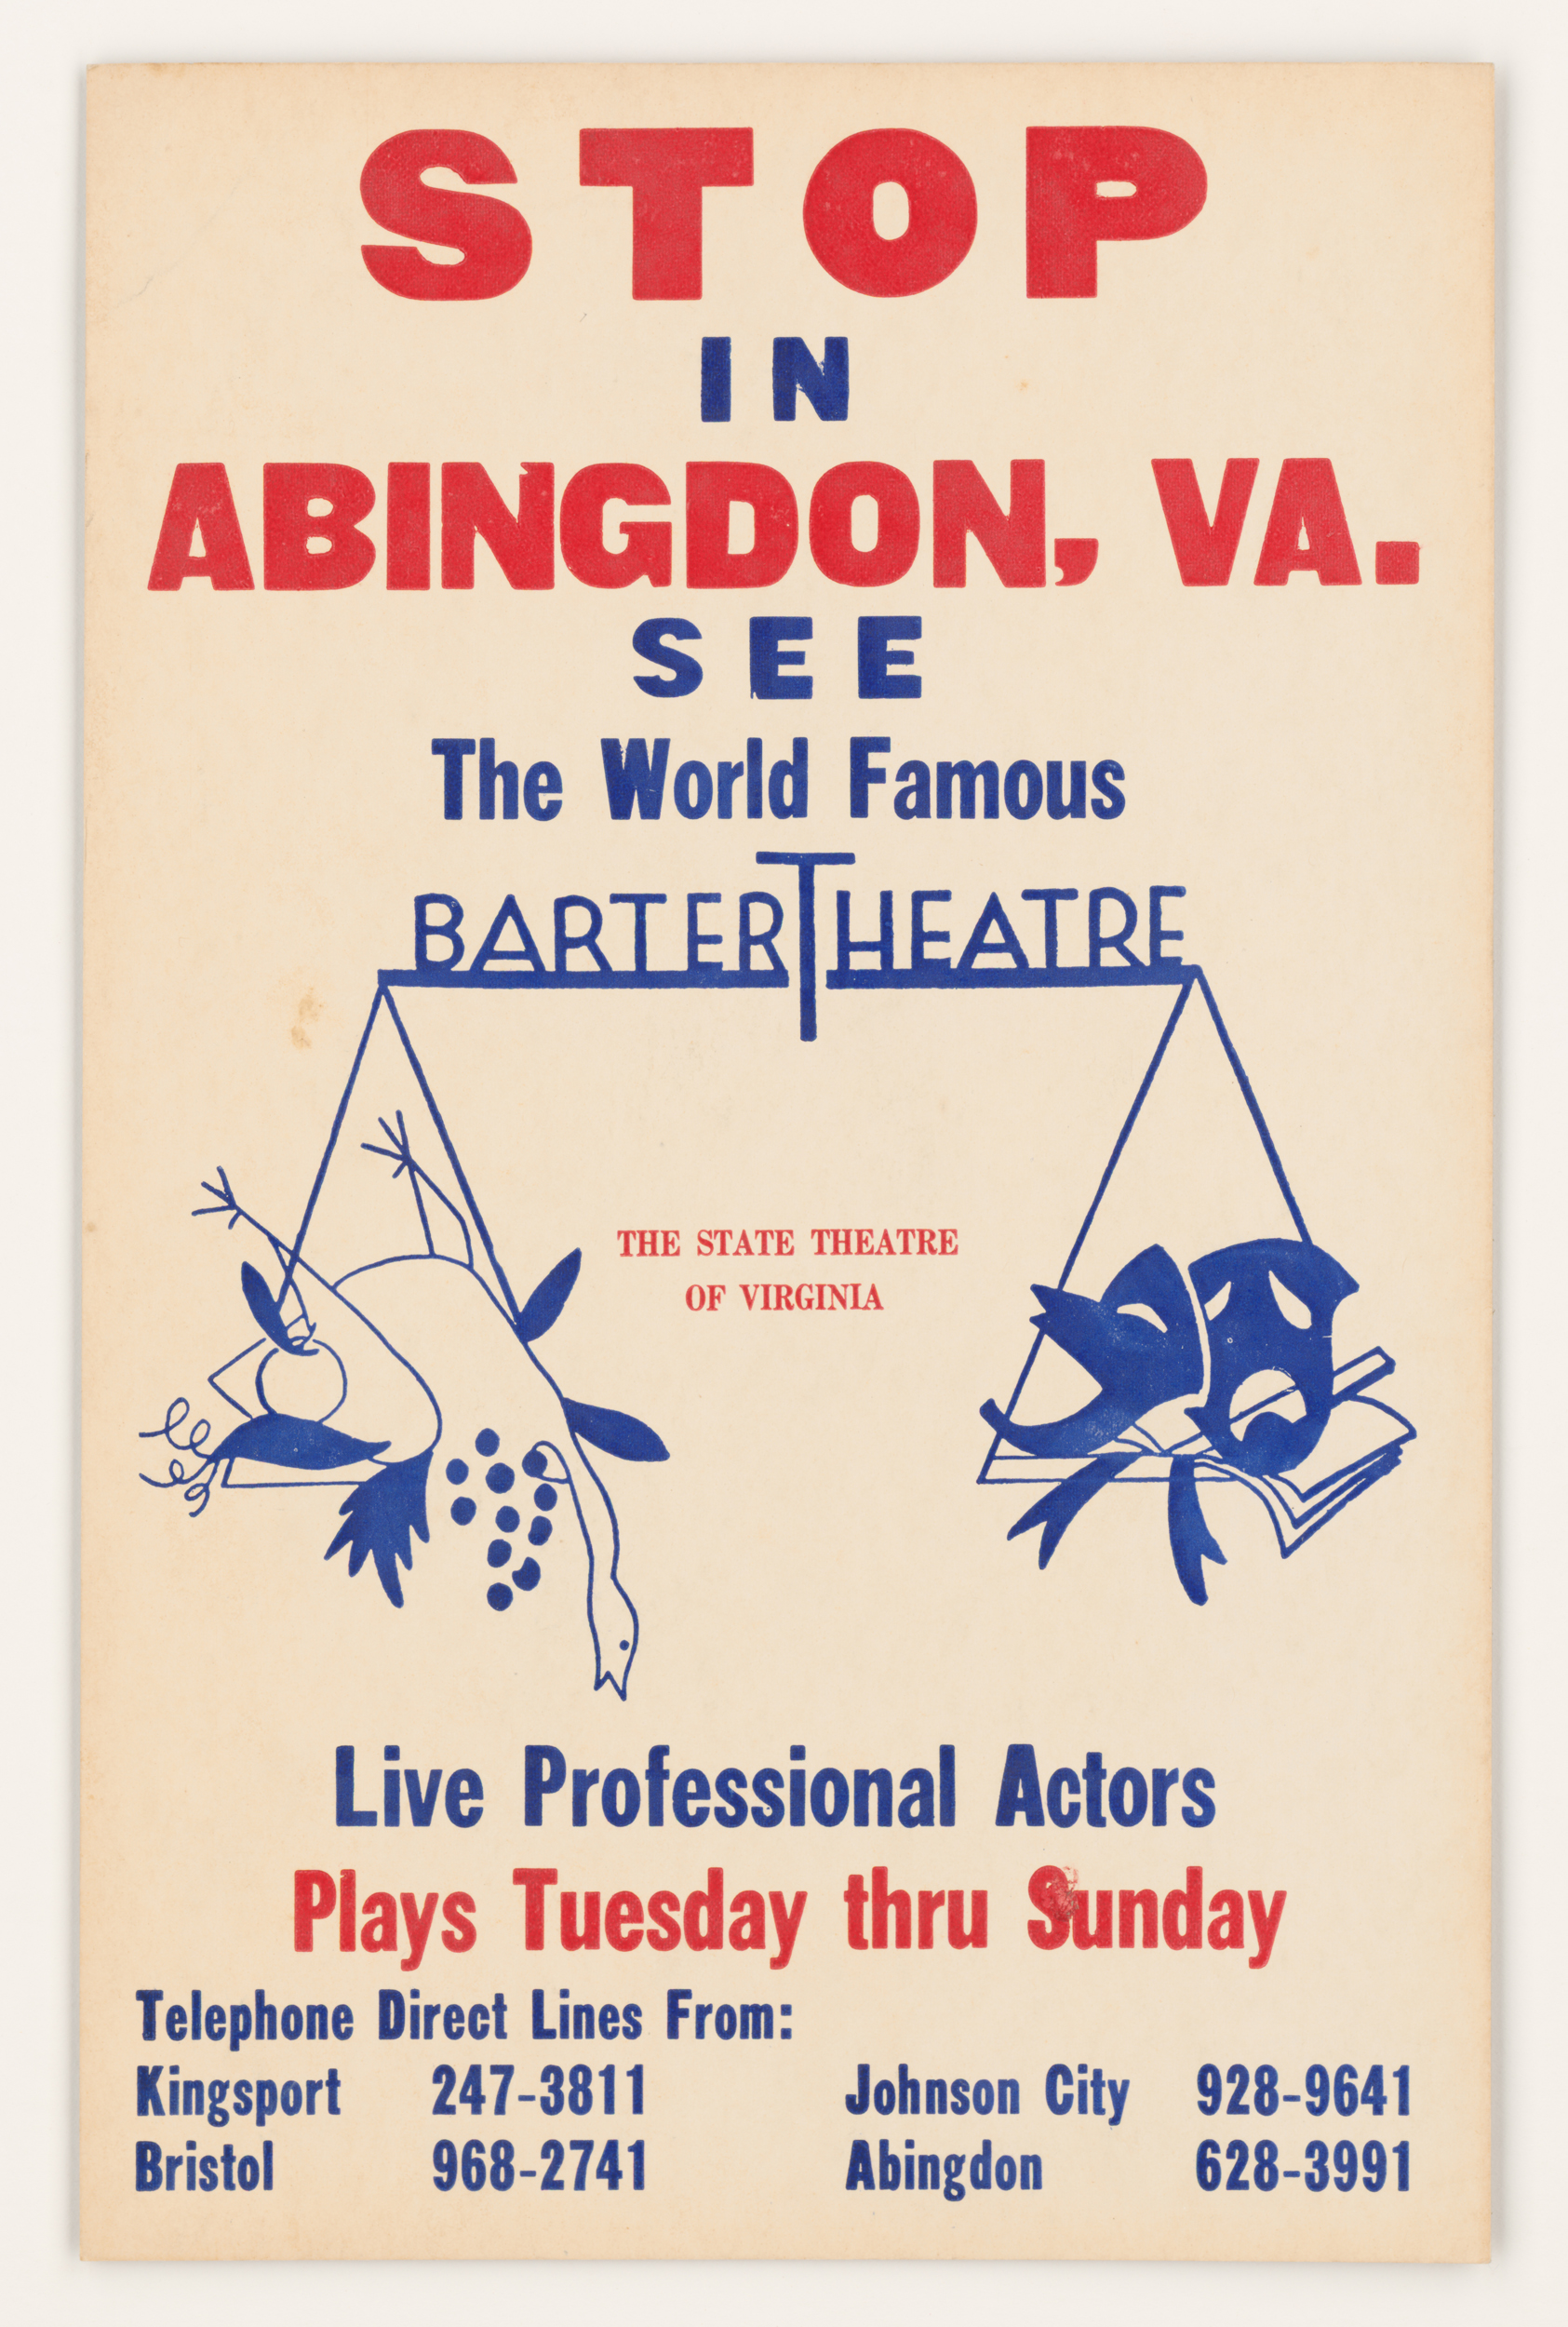 STOP
IN
ABINGDON, VA.
SEE
The World Famous
BARTER THEATRE
THE STATE THEATRE
OF VIRGINIA
Live Professional Actors
Plays Tuesday thru Sunday
Telephone Direct Lines From:
Kingsport 247-3811 Johnson City 928-9641
Bristol 968-2741 Abingdon 628-3991